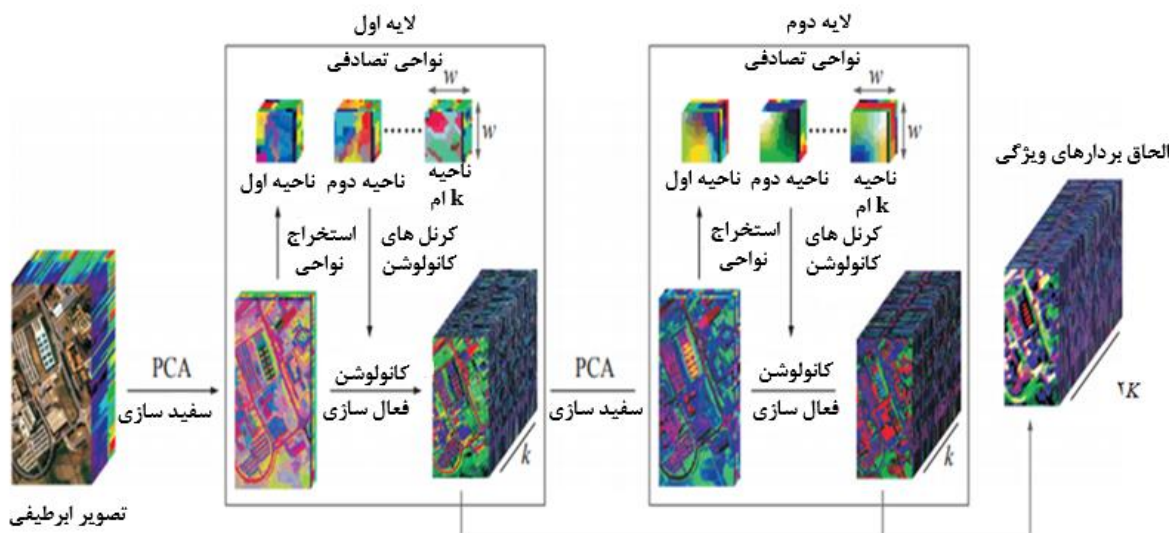 لایه اول
نواحی تصادفی
w
w
ناحیه اول
ناحیه دوم
ناحیه
k ام
استخراج
نواحی
کرنل های
کانولوشن
تصویر ابرطیفی
PCA
سفید سازی
کانولوشن
فعال سازی
k
PCA
سفید سازی
لایه دوم
نواحی تصادفی
w
w
ناحیه اول
ناحیه دوم
ناحیه
k ام
استخراج
نواحی
کرنل های
کانولوشن
کانولوشن
فعال سازی
k
الحاق بردارهای ویژگی
۲K